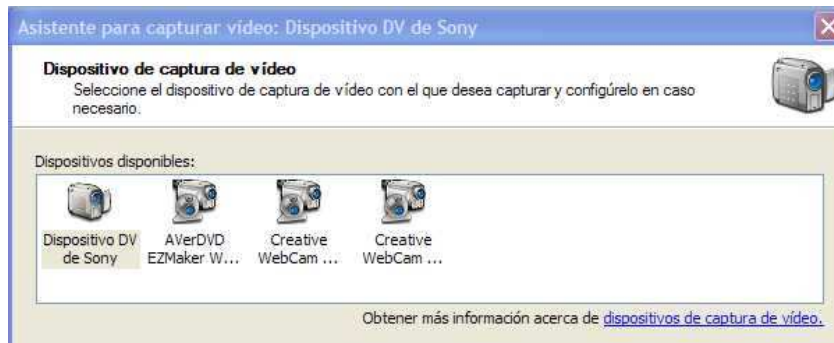 Asistente para capturar vídeo: Dispositivo DV de Sony
Dispositivo de captura de vídeo
Seleccione el dispositivo de captura de vídeo con el que desea capturar y configúrelo en caso
necesario.
Dispositivos disponibles:
Dispositivo DV
de Sony
AVerDVD
EZMaker W...
Creative
WebCam ...
Creative
WebCam ...
Obtener más información acerca de dispositivos de captura de vídeo.